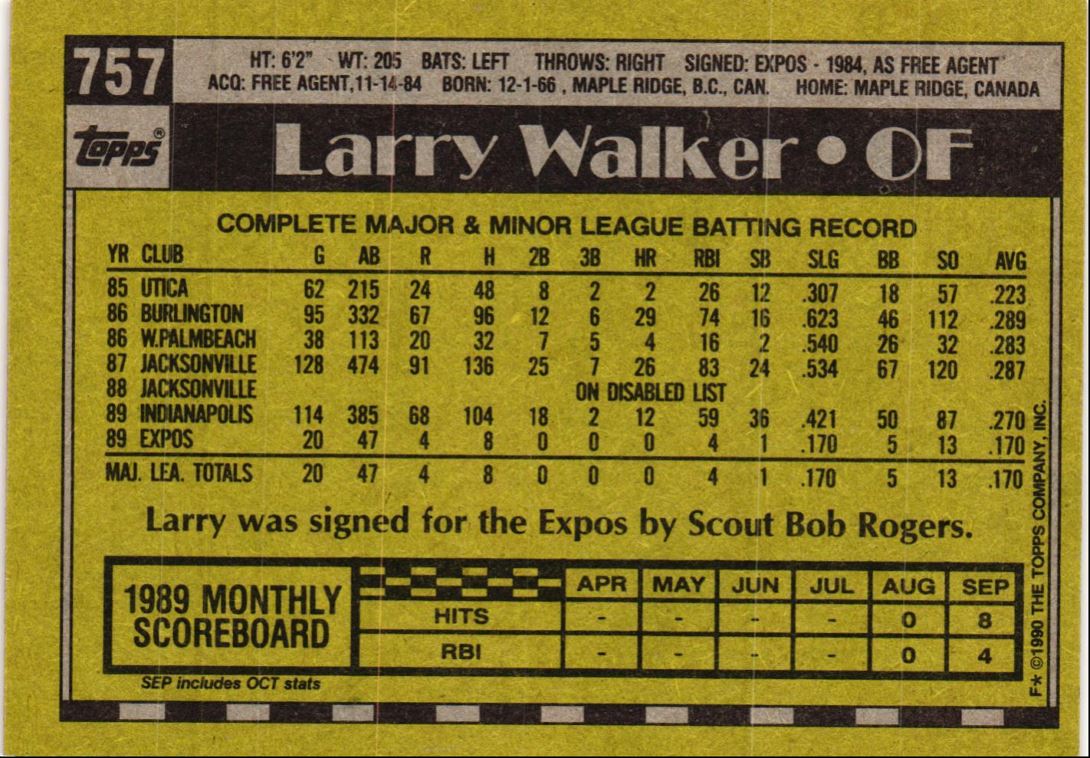 757
HT: 6'2" WT: 205 BATS: LEFT THROWS: RIGHT SIGNED: EXPOS - 1984, AS FREE AGENT
ACQ: FREE AGENT,11-14-84 BORN: 12-1-66 , MAPLE RIDGE, B.C., CAN. HOME: MAPLE RIDGE, CANADA
Topps®
Larry Walker • OF
COMPLETE MAJOR & MINOR LEAGUE BATTING RECORD
YR CLUB G AB R H 2B 3B HR RBI SB SLG BB SO AVG
85 UTICA 62 215 24 48 8 2 2 26 12 .307 18 57 .223
86 BURLINGTON 95 332 67 96 12 6 29 74 16 .623 46 112 .289
86 W.PALMBEACH 38 113 20 32 7 5 4 16 2 .540 26 32 .283
87 JACKSONVILLE 128 474 91 136 25 7 26 83 24 .534 67 120 .287
88 JACKSONVILLE ON DISABLED LIST
89 INDIANAPOLIS 114 385 68 104 18 2 12 59 36 .421 50 87 .270
89 EXPOS 20 47 4 8 0 0 0 4 1 .170 5 13 .170
MAJ. LEA. TOTALS 20 47 4 8 0 0 0 4 1 .170 5 13 .170
Larry was signed for the Expos by Scout Bob Rogers.
1989 MONTHLY
SCOREBOARD
APR MAY JUN JUL AUG SEP
HITS - - - - 0 8
RBI - - - - 0 4
SEP includes OCT stats
F* ©1990 THE TOPPS COMPANY, INC.